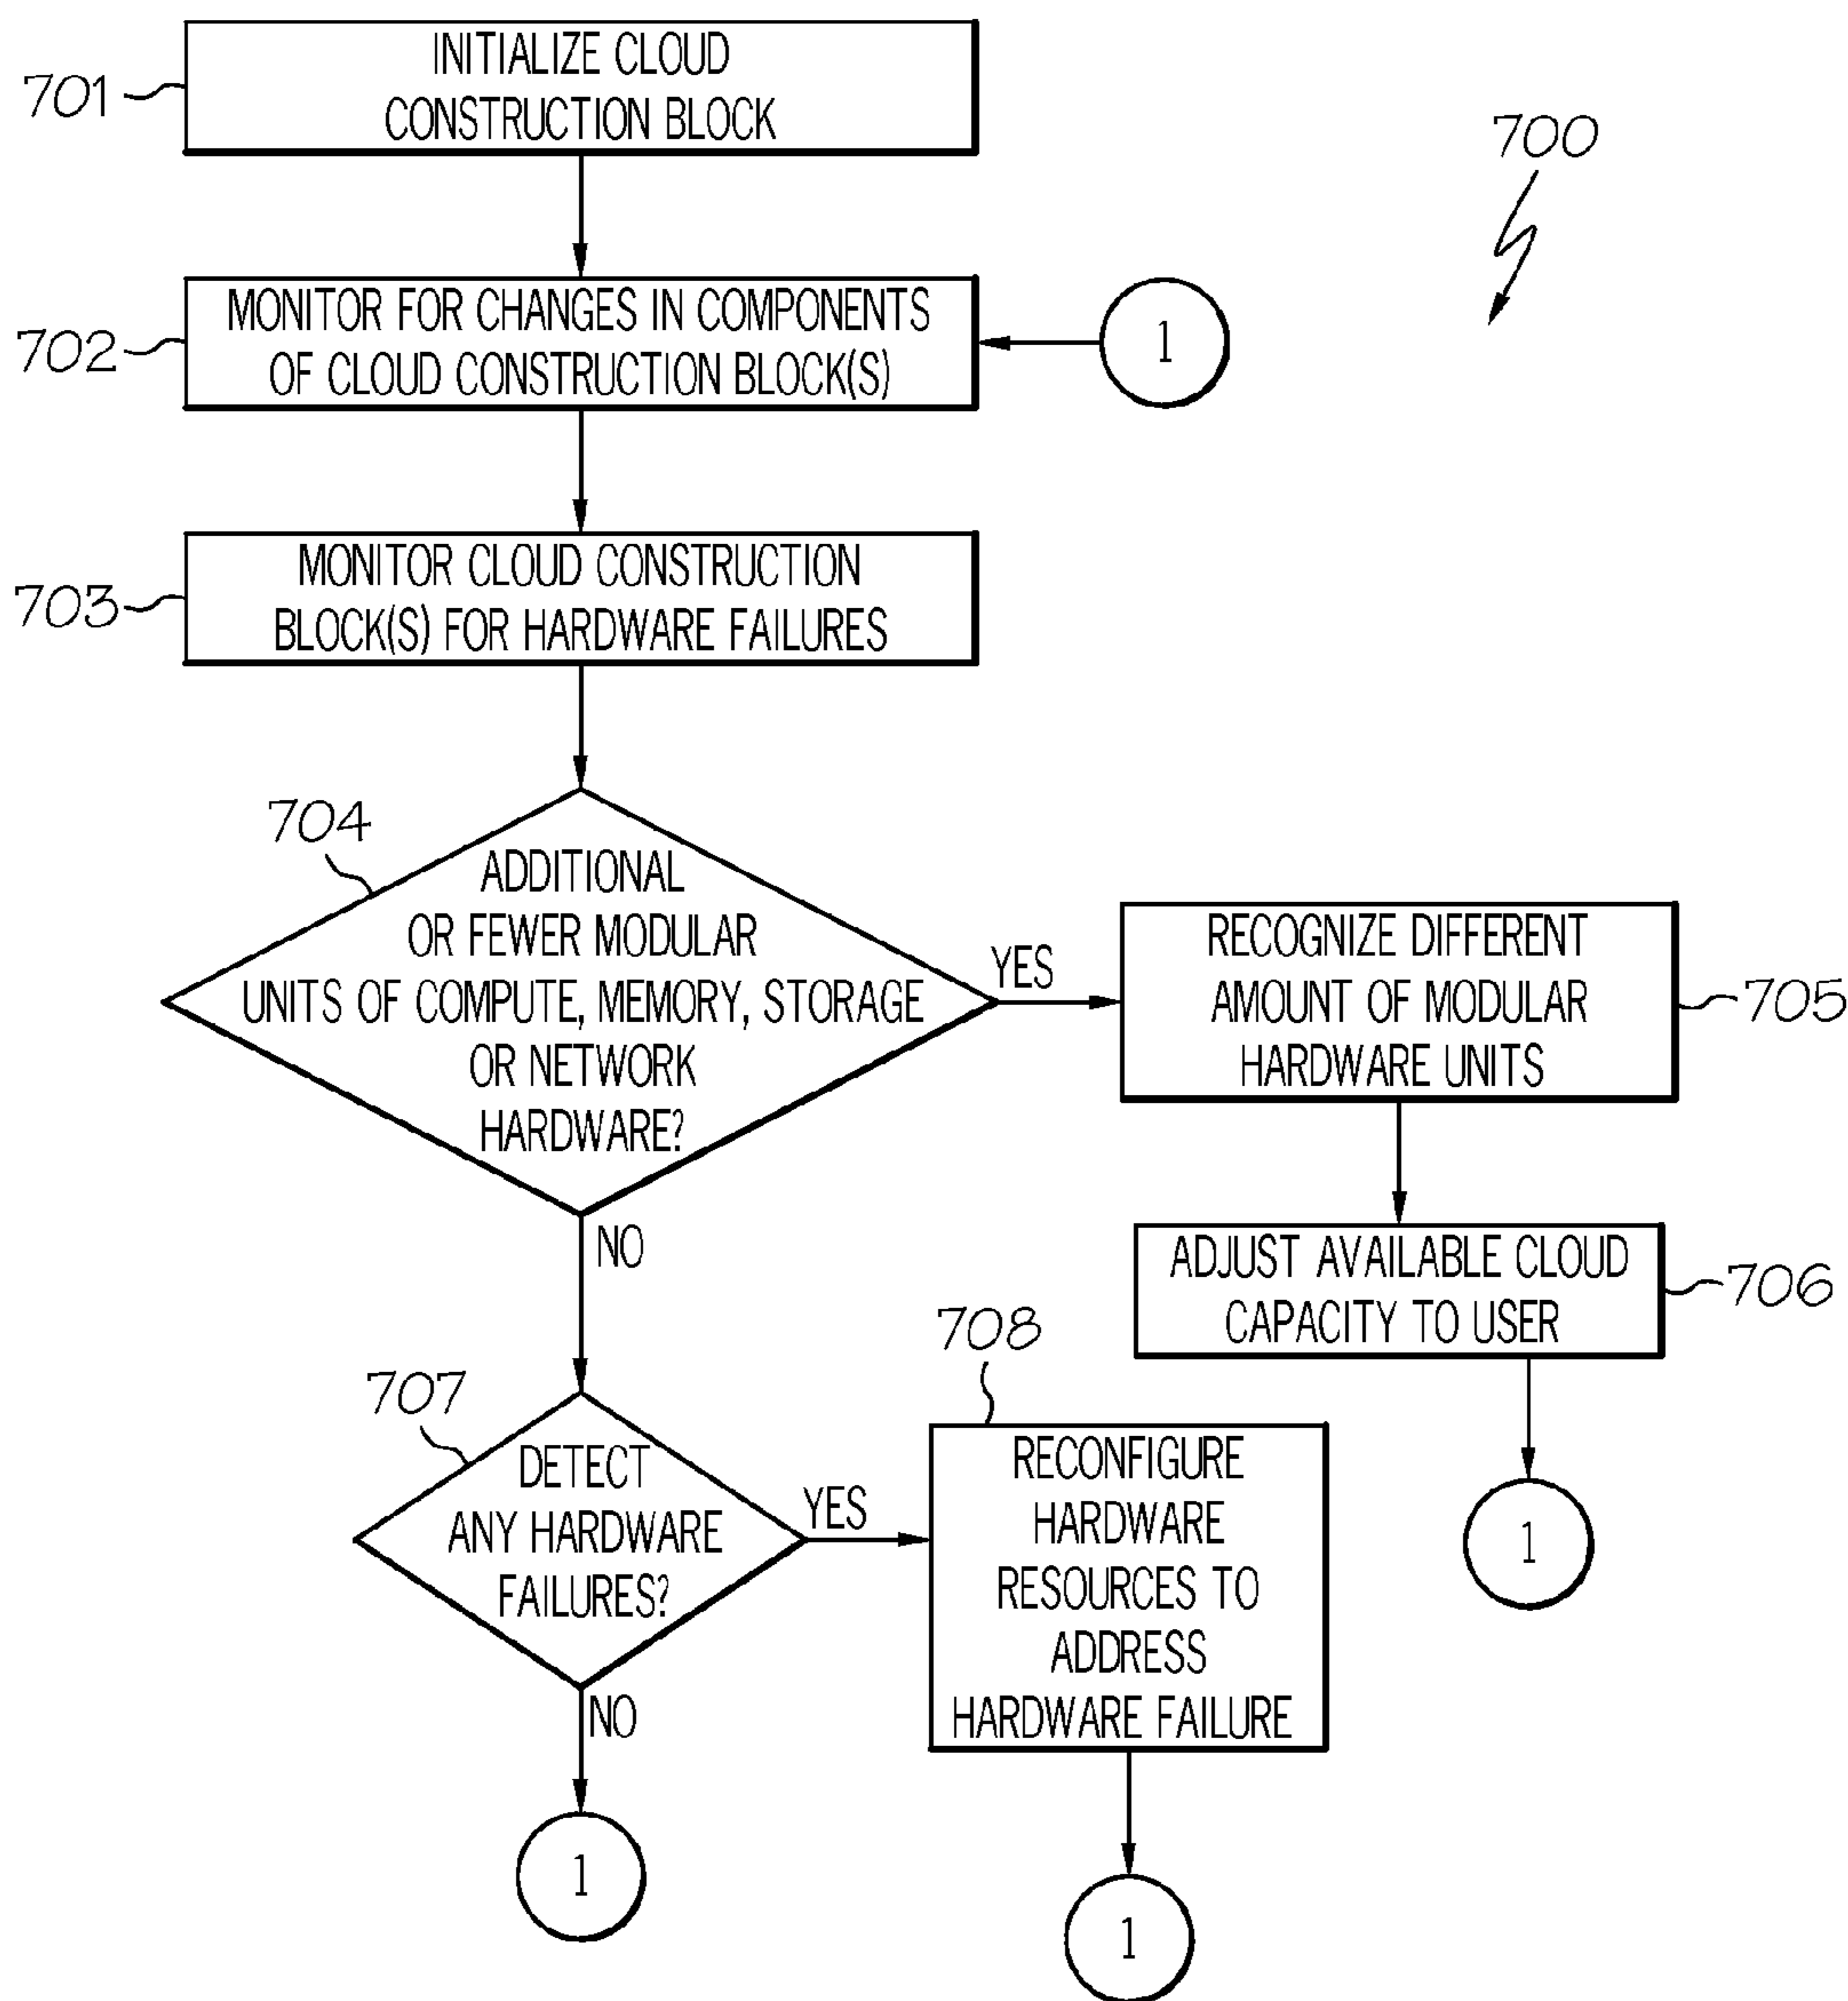 INITIALIZE CLOUD
CONSTRUCTION BLOCK
701
700
MONITOR FOR CHANGES IN COMPONENTS
OF CLOUD CONSTRUCTION BLOCK(S)
702
1
MONITOR CLOUD CONSTRUCTION
BLOCK(S) FOR HARDWARE FAILURES
703
704
ADDITIONAL
OR FEWER MODULAR
UNITS OF COMPUTE, MEMORY, STORAGE
OR NETWORK
HARDWARE?
YES
RECOGNIZE DIFFERENT
AMOUNT OF MODULAR
HARDWARE UNITS
705
NO
ADJUST AVAILABLE CLOUD
CAPACITY TO USER
706
1
707
DETECT
ANY HARDWARE
FAILURES?
YES
708
RECONFIGURE
HARDWARE
RESOURCES TO
ADDRESS
HARDWARE FAILURE
NO
1
1